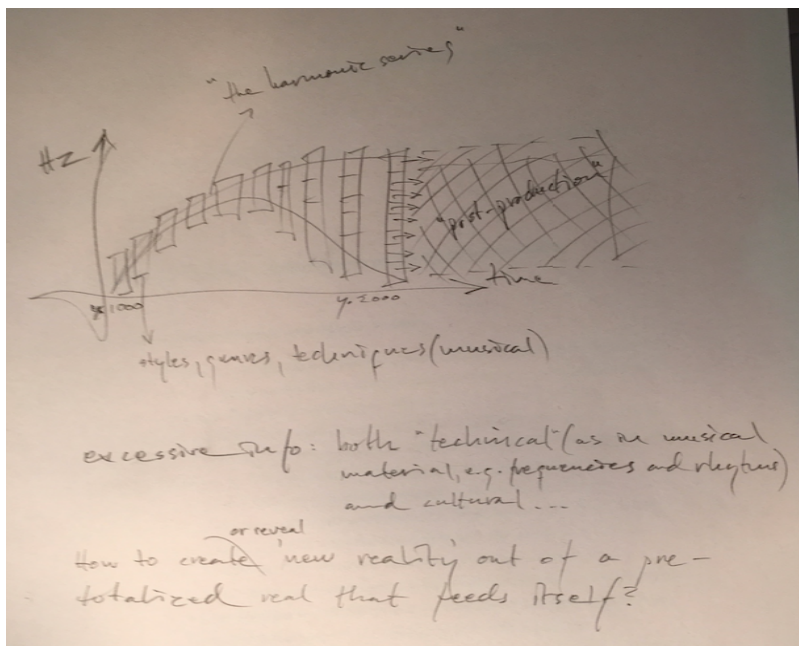 "the harmonic series"
Hz
"post-production"
time
y. 1000
y. 2000
styles, genres, techniques (musical)
excessive info: both "technical" (as in musical
material, e.g. frequencies and rhythms)
and cultural...
or reveal
How to create 'new reality' out of a pre-
totalized real that feeds itself?